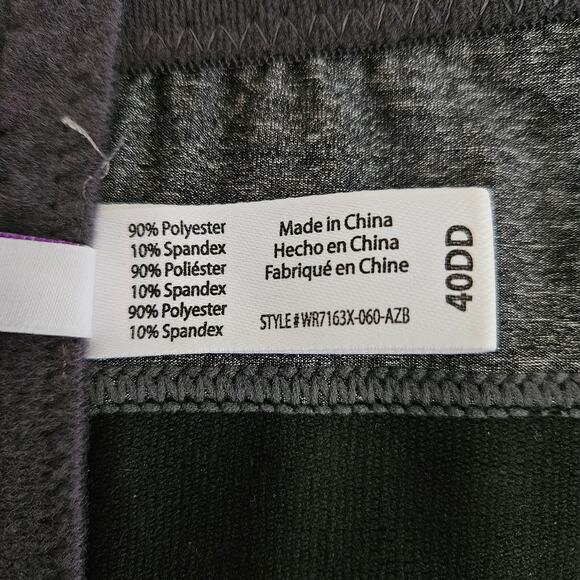 90% Polyester
10% Spandex
90% Poliéster
10% Spandex
90% Polyester
10% Spandex
Made in China
Hecho en China
Fabriqué en Chine
STYLE#WR7163X-060-AZB
40DD